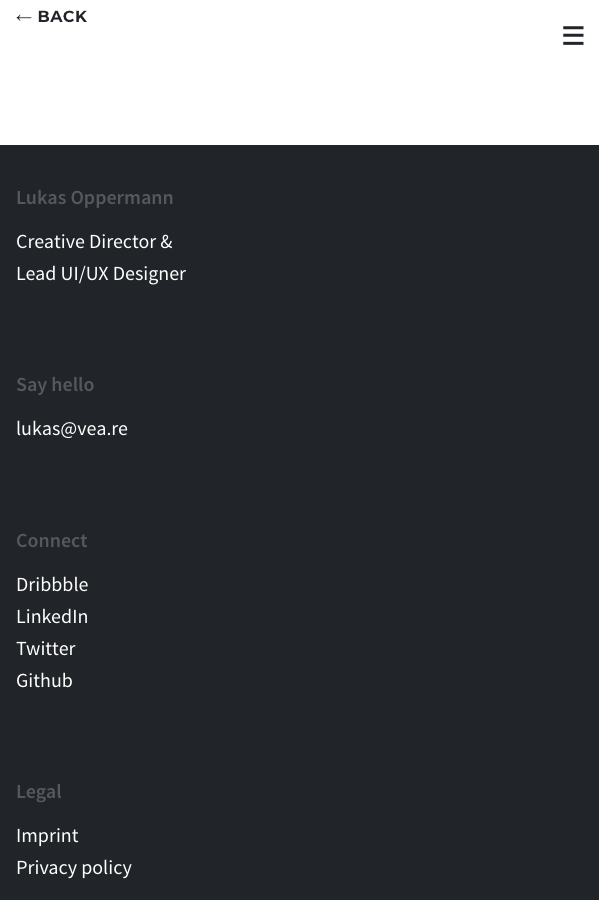 ← BACK
Lukas Oppermann
Creative Director &
Lead UI/UX Designer
Say hello
lukas@vea.re
Connect
Dribbble
LinkedIn
Twitter
Github
Legal
Imprint
Privacy policy